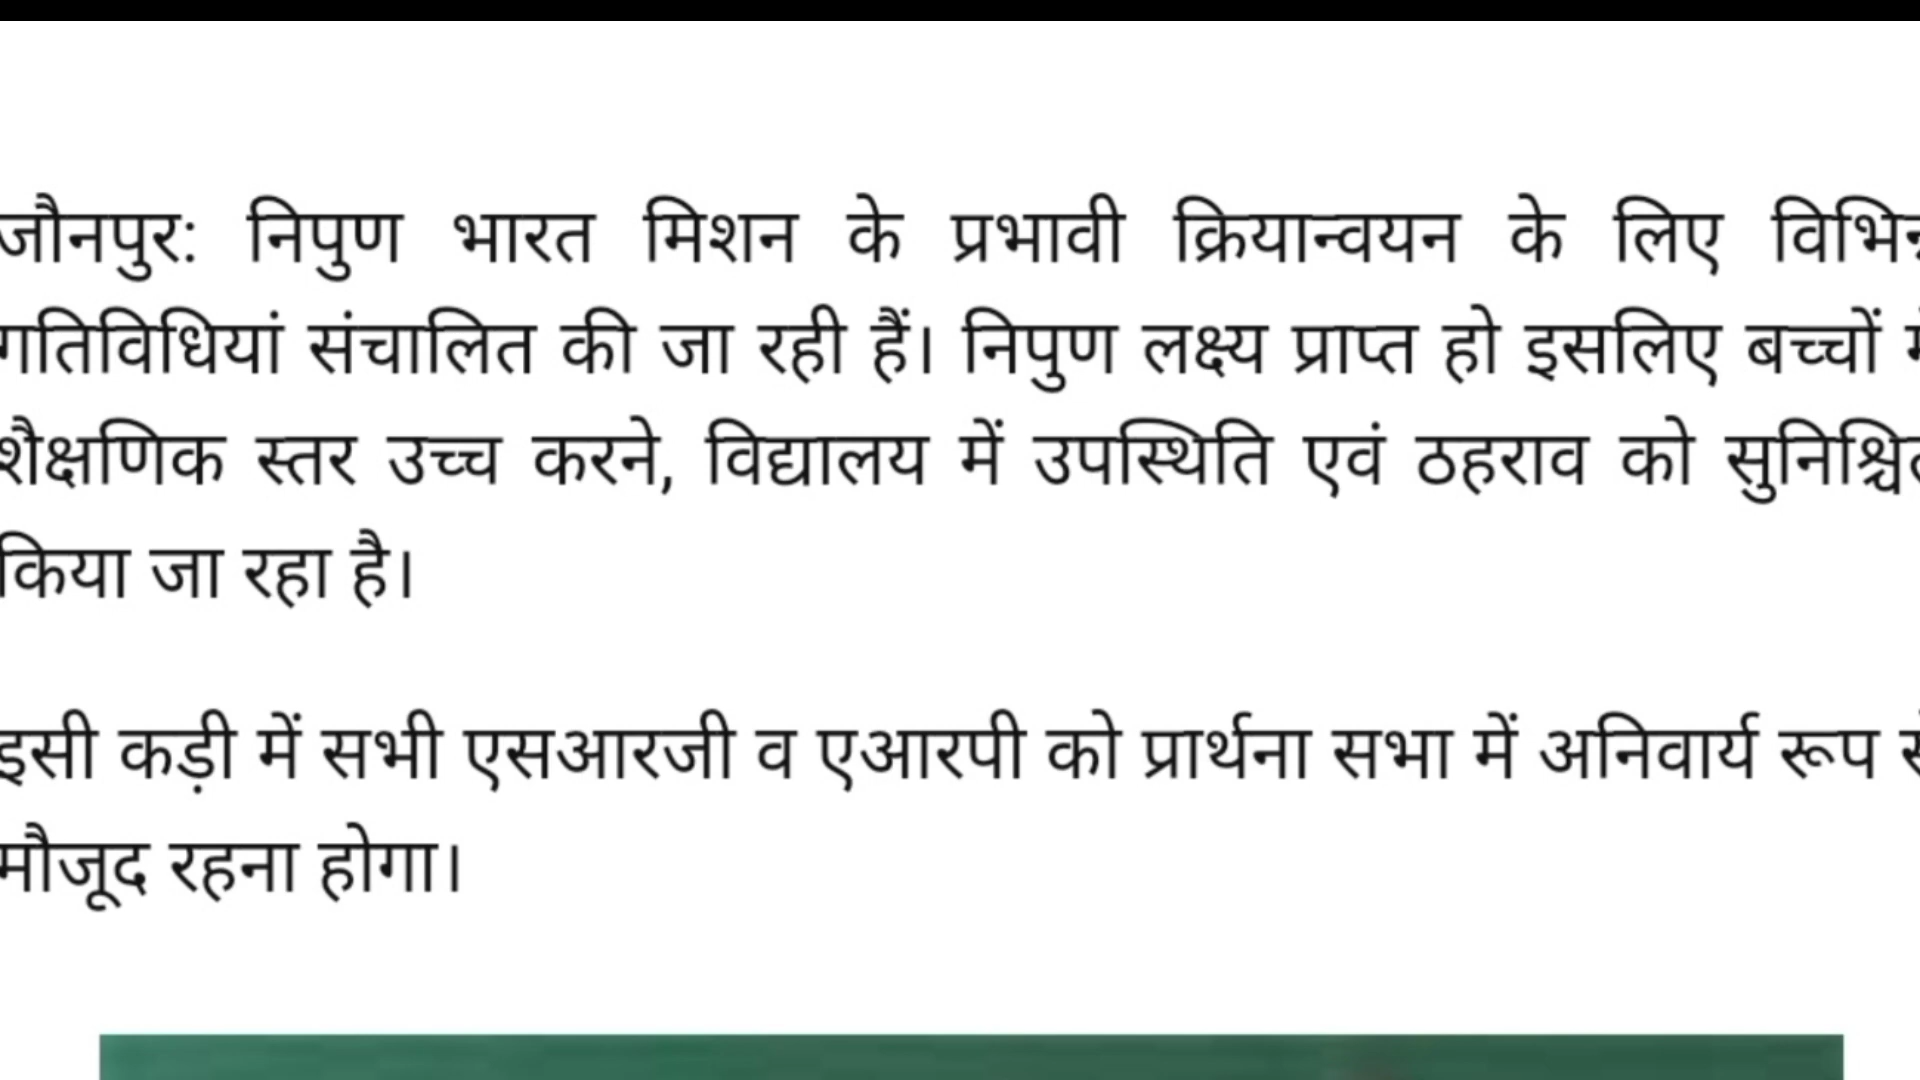 जौनपुर: निपुण भारत मिशन के प्रभावी क्रियान्वयन के लिए विभिन्न
गतिविधियां संचालित की जा रही हैं। निपुण लक्ष्य प्राप्त हो इसलिए बच्चों में
शैक्षणिक स्तर उच्च करने, विद्यालय में उपस्थिति एवं ठहराव को सुनिश्चित
किया जा रहा है।
इसी कड़ी में सभी एसआरजी व एआरपी को प्रार्थना सभा में अनिवार्य रूप से
मौजूद रहना होगा।